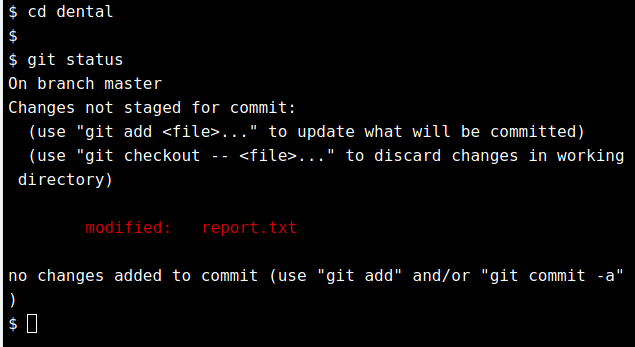 $ cd dental
$
$ git status
On branch master
Changes not staged for commit:
  (use "git add <file>..." to update what will be committed)
  (use "git checkout -- <file>..." to discard changes in working
 directory)
        modified:   report.txt
no changes added to commit (use "git add" and/or "git commit -a"
)
$